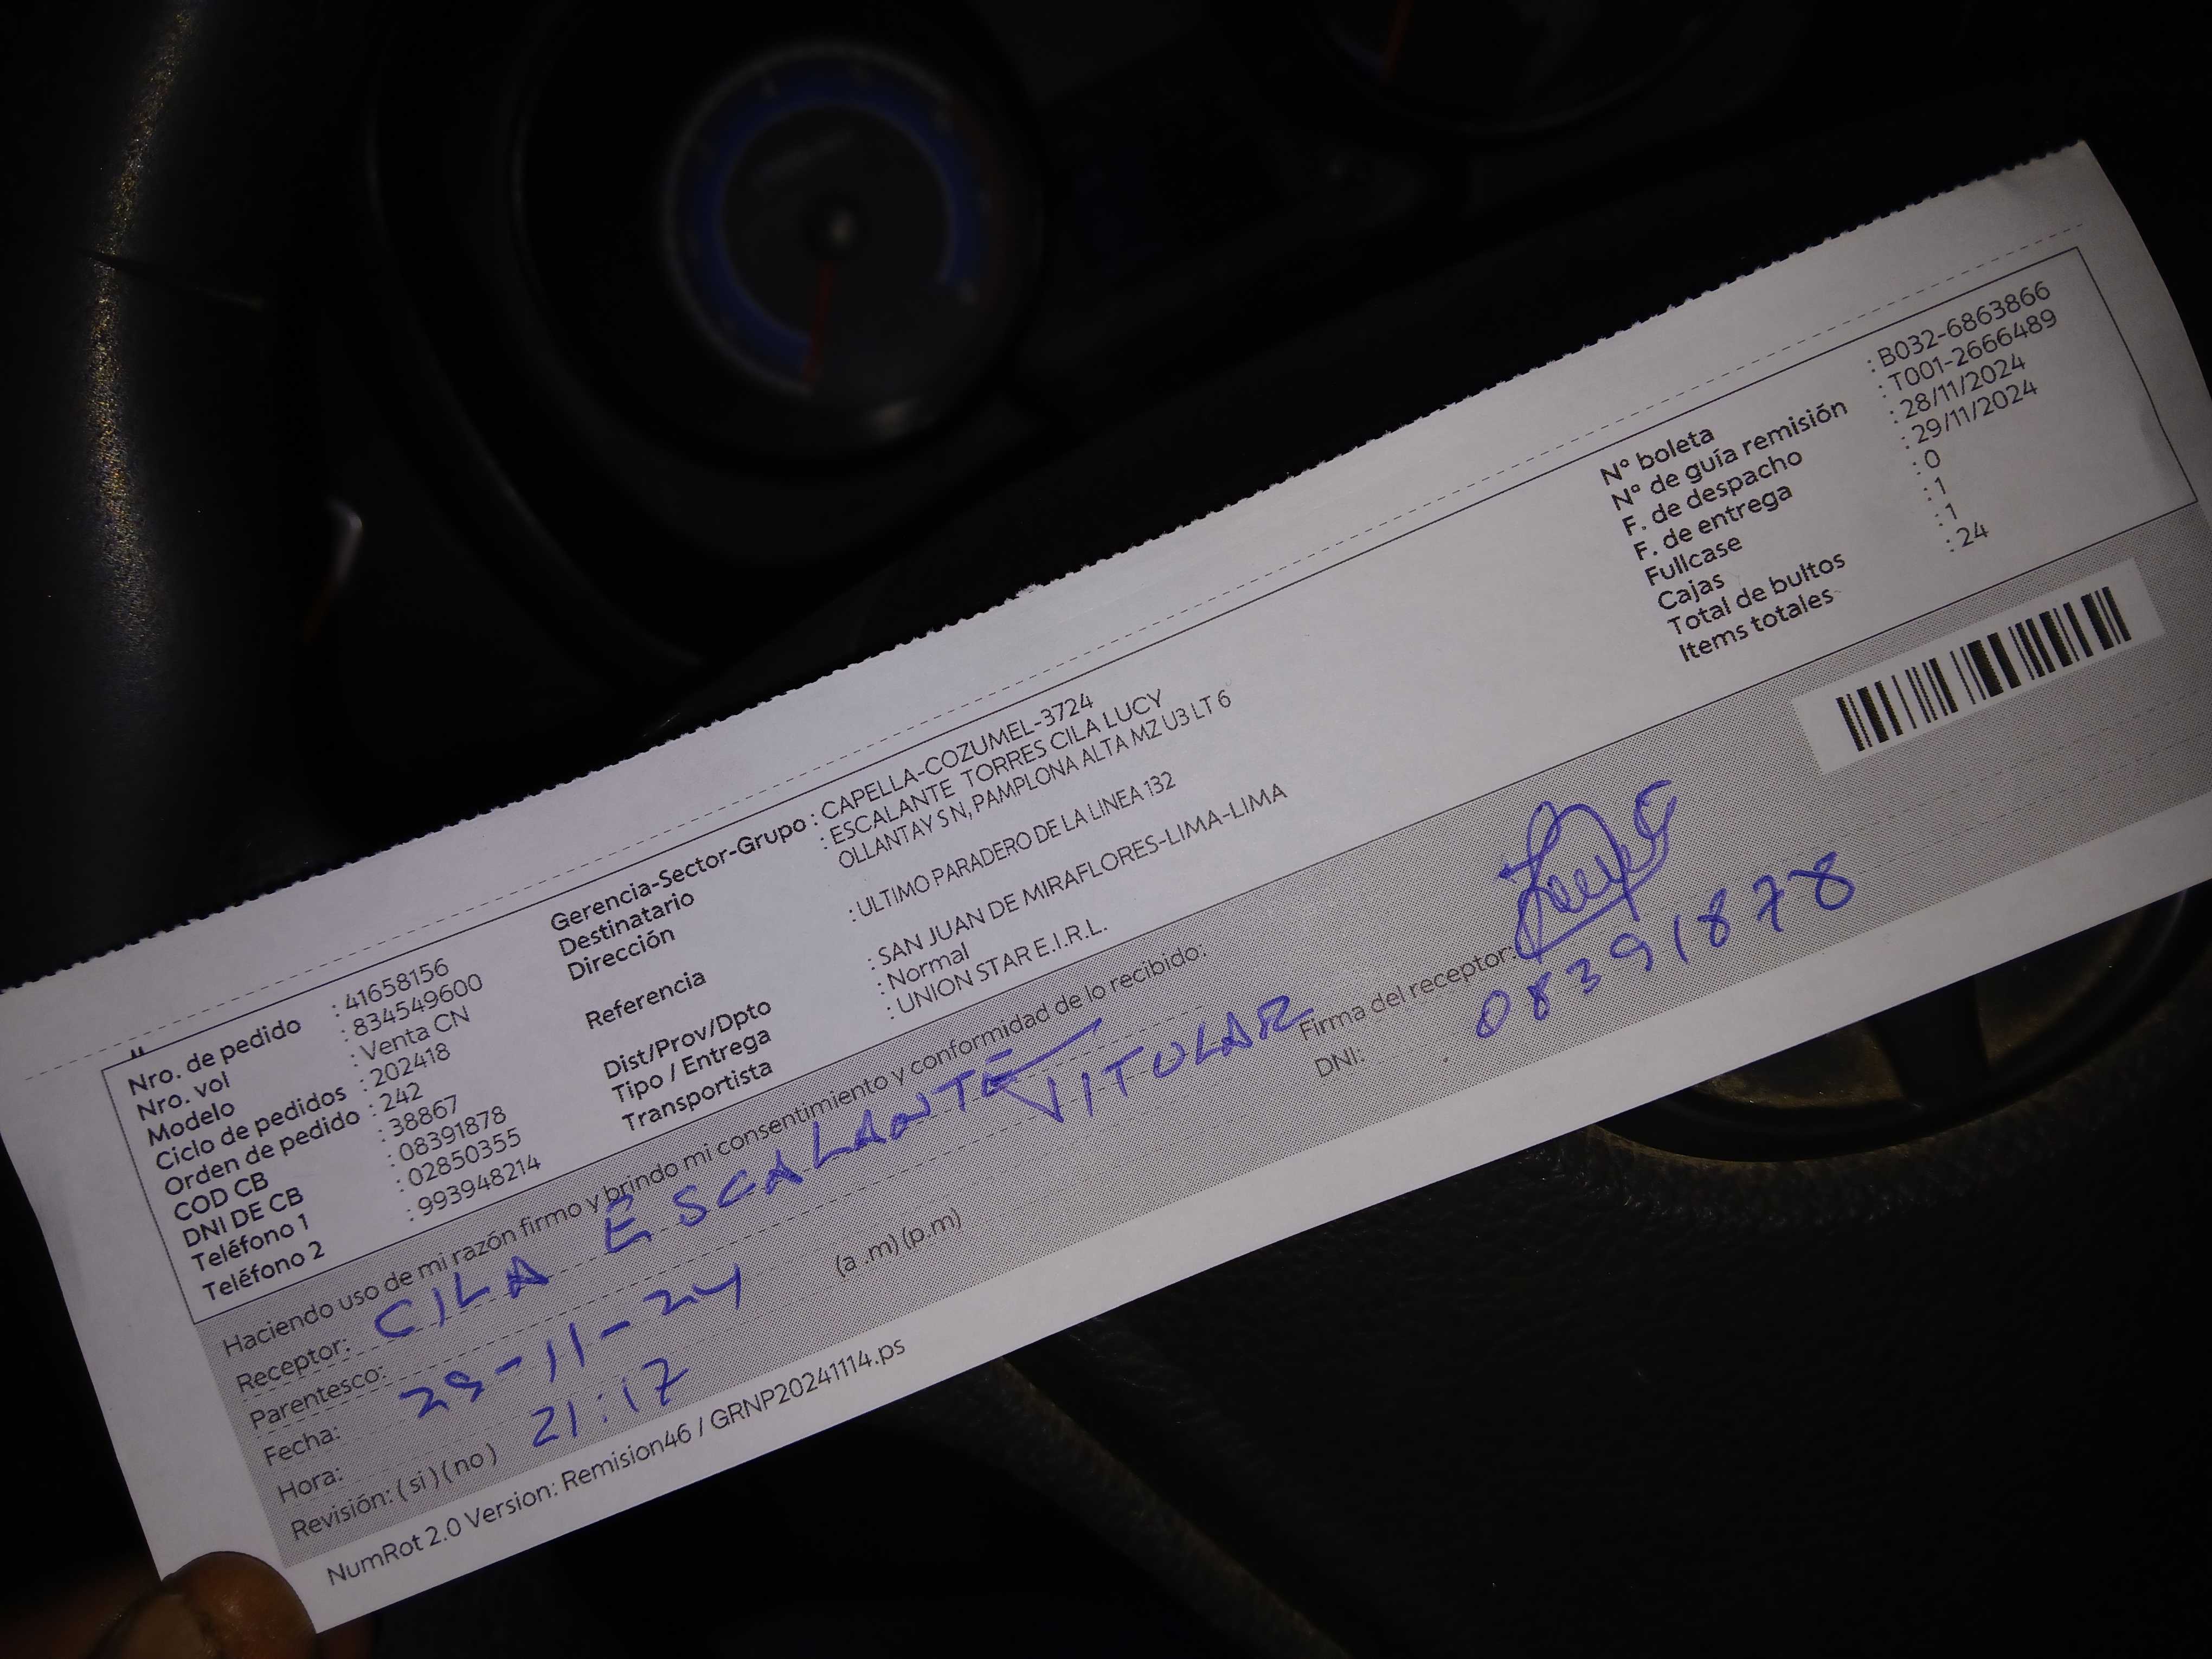 Nro. de pedido : 41658156
Nro. vol : 834549600
Modelo : Venta CN
Ciclo de pedidos : 202418
Orden de pedido : 242
COD CB : 38867
DNI DE CB : 08391878
Teléfono 1 : 02850355
Teléfono 2 : 993948214
Gerencia-Sector-Grupo : CAPELLA-COZUMEL-3724
Destinatario : ESCALANTE TORRES CILA LUCY
Dirección OLLANTAY S N, PAMPLONA ALTA MZ U3 LT 6
Referencia : ULTIMO PARADERO DE LA LINEA 132
Dist/Prov/Dpto : SAN JUAN DE MIRAFLORES-LIMA-LIMA
Tipo / Entrega : Normal
Transportista : UNION STAR E.I.R.L.
N° boleta : B032-6863866
N° de guía remisión : T001-2666489
F. de despacho : 28/11/2024
F. de entrega : 29/11/2024
Fullcase : 0
Cajas : 1
Total de bultos : 1
Items totales : 24
Haciendo uso de mi razón firmo y brindo mi consentimiento y conformidad de lo recibido:
Receptor: CILA ESCALANTE
Parentesco: TITULAR
Fecha: 29-11-24
Hora: 21:17 (a .m) (p.m)
Revisión: ( si ) ( no )
Firma del receptor:
DNI: 08391878
NumRot 2.0 Version: Remision46 / GRNP20241114.ps